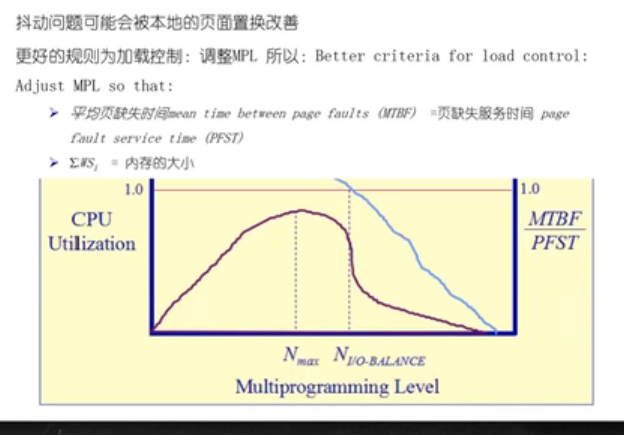 抖动问题可能会被本地的页面置换改善
更好的规则为加载控制: 调整MPL 所以: Better criteria for load control:
Adjust MPL so that:
平均页缺失时间mean time between page faults (MTBF) =页缺失服务时间 page
fault service time (PFST)
ΣWSi = 内存的大小
1.0 1.0
CPU
Utilization
MTBF
PFST
Nmax NI/O-BALANCE
Multiprogramming Level